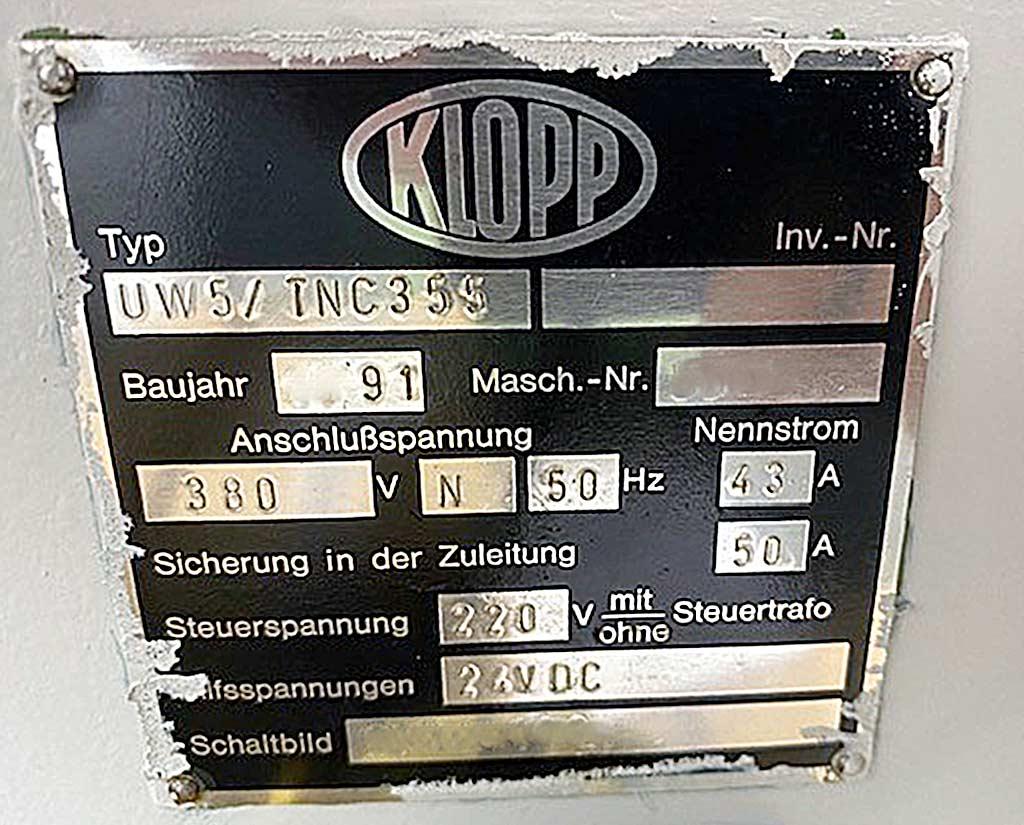 KLOPP
Typ Inv.-Nr.
UW5/TNC355
Baujahr 91 Masch.-Nr.
Anschlußspannung Nennstrom
380 V N 50 Hz 43 A
Sicherung in der Zuleitung 50 A
Steuerspannung 220 V mit/ohne Steuertrafo
lfsspannungen 24VDC
Schaltbild